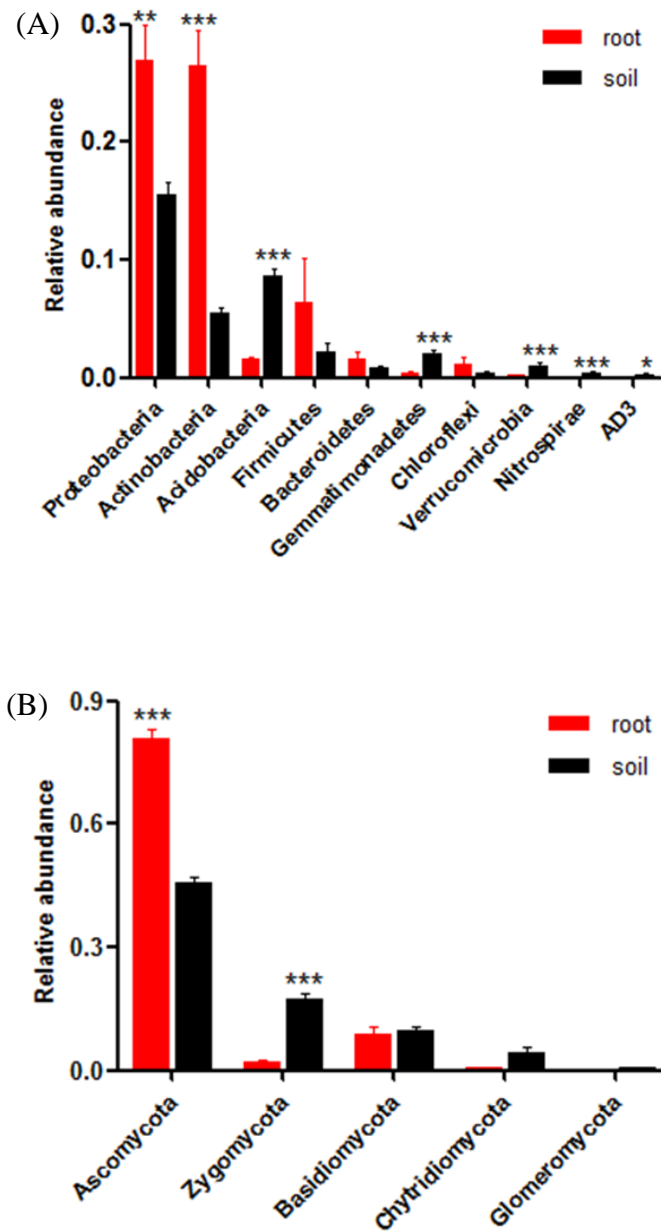 (A)
Relative abundance
0.3
0.2
0.1
0.0
** *** *** *** *** *** *
root
soil
Proteobacteria
Actinobacteria
Acidobacteria
Firmicutes
Bacteroidetes
Gemmatimonadetes
Chloroflexi
Verrucomicrobia
Nitrospirae
AD3
(B)
Relative abundance
0.9
0.6
0.3
0.0
*** ***
root
soil
Ascomycota
Zygomycota
Basidiomycota
Chytridiomycota
Glomeromycota